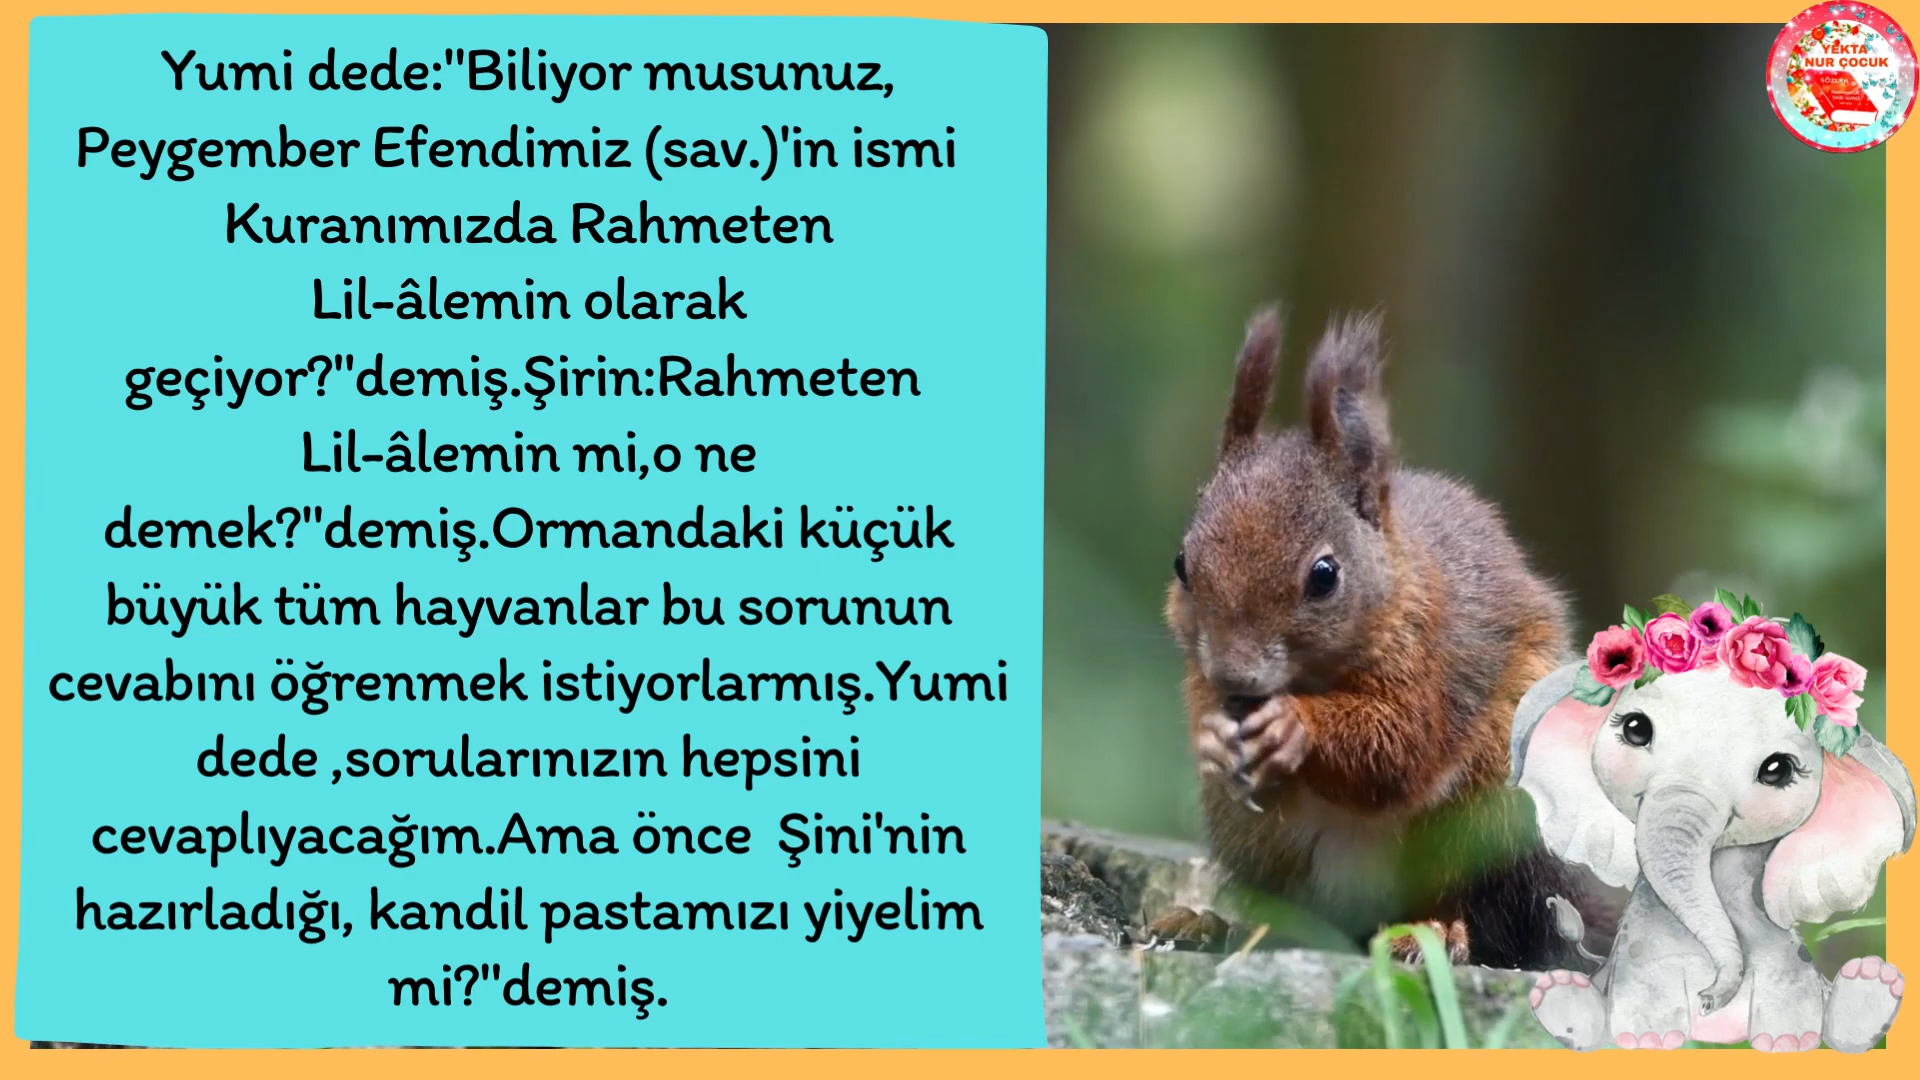 Yumi dede:"Biliyor musunuz,
Peygember Efendimiz (sav.)'in ismi
Kuranımızda Rahmeten
Lil-âlemin olarak
geçiyor?"demiş.Şirin:Rahmeten
Lil-âlemin mi,o ne
demek?"demiş.Ormandaki küçük
büyük tüm hayvanlar bu sorunun
cevabını öğrenmek istiyorlarmış.Yumi
dede ,sorularınızın hepsini
cevaplıyacağım.Ama önce  Şini'nin
hazırladığı, kandil pastamızı yiyelim
mi?"demiş.
YEKTA
NUR ÇOCUK
SÖZLER